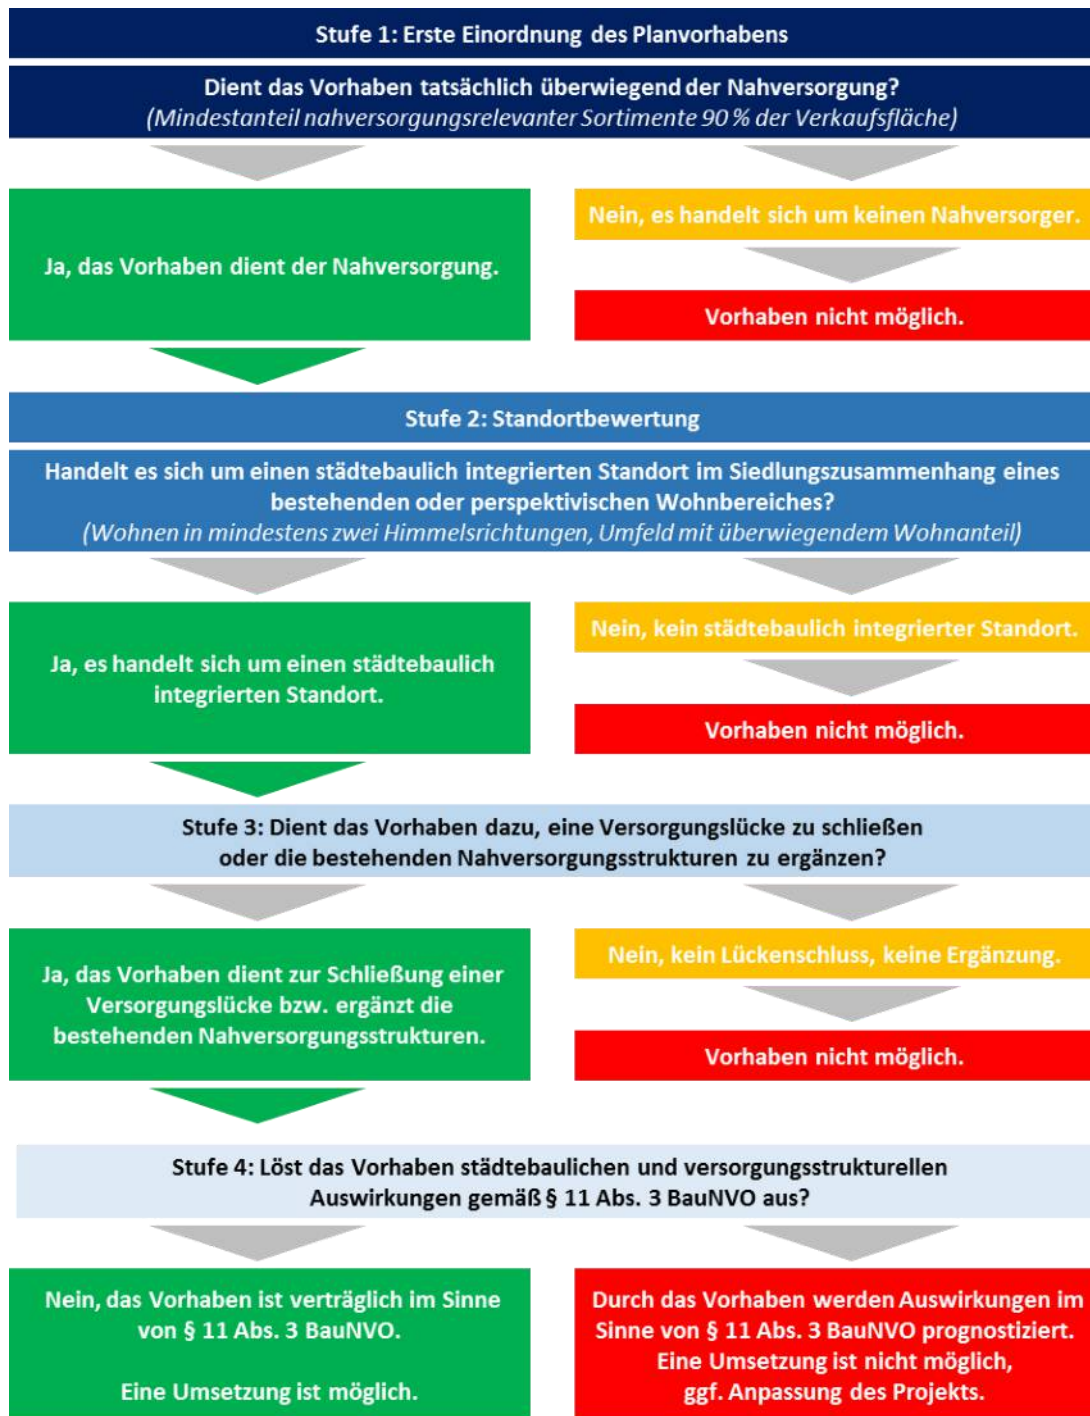 Stufe 1: Erste Einordnung des Planvorhabens
Dient das Vorhaben tatsächlich überwiegend der Nahversorgung?
(Mindestanteil nahversorgungsrelevanter Sortimente 90 % der Verkaufsfläche)
Ja, das Vorhaben dient der Nahversorgung.
Nein, es handelt sich um keinen Nahversorger.
Vorhaben nicht möglich.
Stufe 2: Standortbewertung
Handelt es sich um einen städtebaulich integrierten Standort im Siedlungszusammenhang eines
bestehenden oder perspektivischen Wohnbereiches?
(Wohnen in mindestens zwei Himmelsrichtungen, Umfeld mit überwiegendem Wohnanteil)
Ja, es handelt sich um einen städtebaulich
integrierten Standort.
Nein, kein städtebaulich integrierter Standort.
Vorhaben nicht möglich.
Stufe 3: Dient das Vorhaben dazu, eine Versorgungslücke zu schließen
oder die bestehenden Nahversorgungsstrukturen zu ergänzen?
Ja, das Vorhaben dient zur Schließung einer
Versorgungslücke bzw. ergänzt die
bestehenden Nahversorgungsstrukturen.
Nein, kein Lückenschluss, keine Ergänzung.
Vorhaben nicht möglich.
Stufe 4: Löst das Vorhaben städtebaulichen und versorgungsstrukturellen
Auswirkungen gemäß § 11 Abs. 3 BauNVO aus?
Nein, das Vorhaben ist verträglich im Sinne
von § 11 Abs. 3 BauNVO.
Eine Umsetzung ist möglich.
Durch das Vorhaben werden Auswirkungen im
Sinne von § 11 Abs. 3 BauNVO prognostiziert.
Eine Umsetzung ist nicht möglich,
ggf. Anpassung des Projekts.